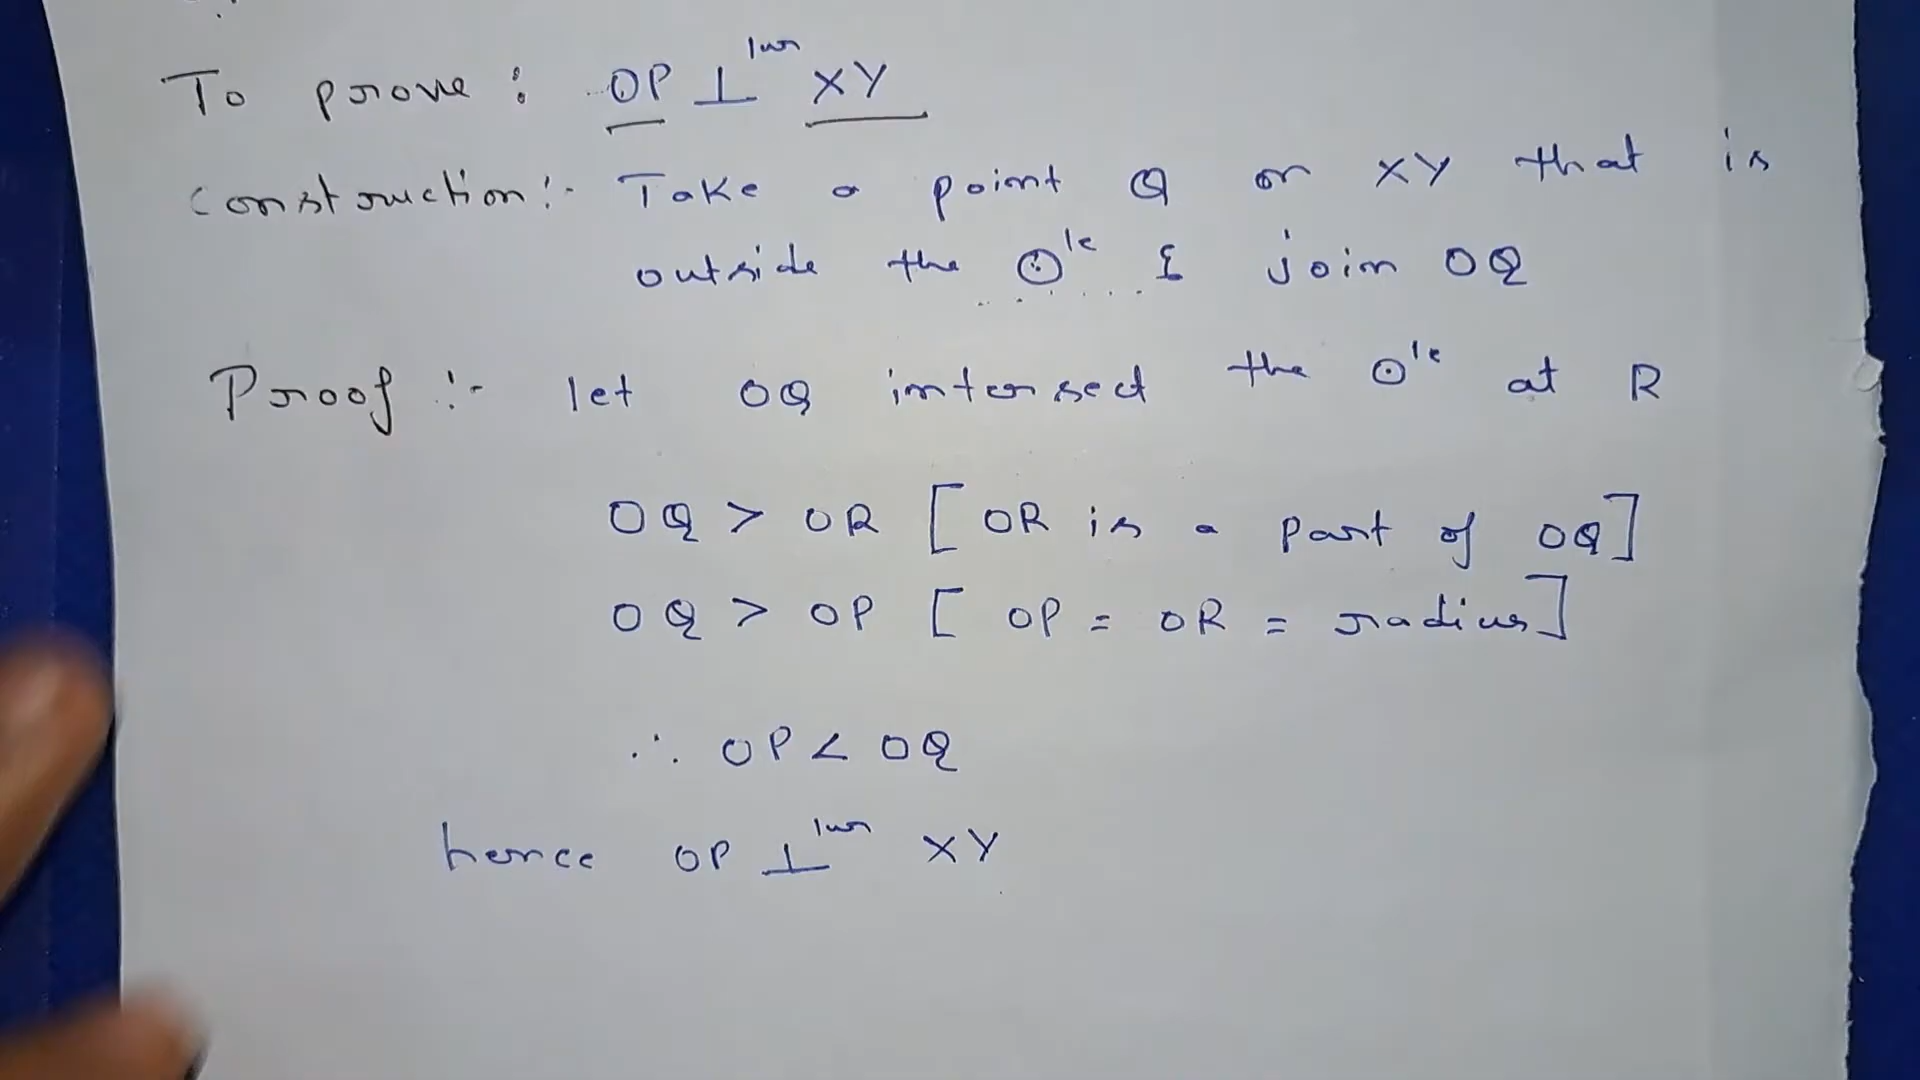 To prove : OP ⊥lar XY
Construction :- Take a point Q on XY that is
outside the ⊙le & join OQ
Proof :- let OQ intersect the ⊙le at R
OQ > OR [OR is a part of OQ]
OQ > OP [OP = OR = radius]
∴ OP < OQ
hence OP ⊥lar XY